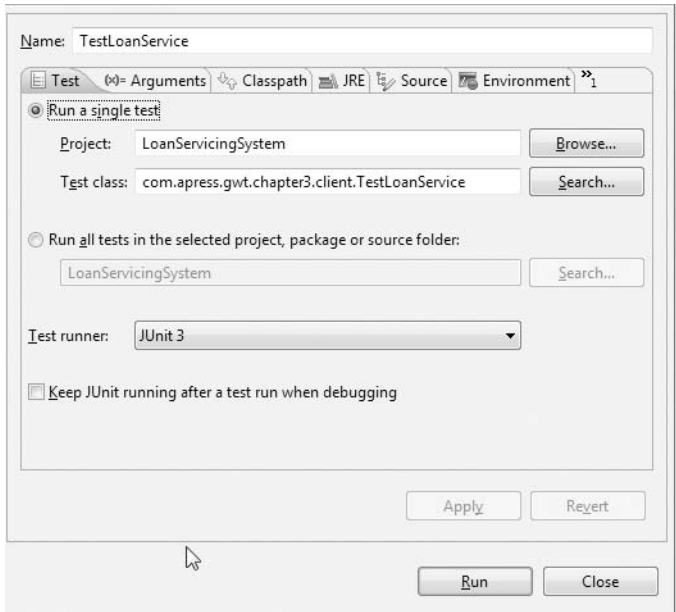 Name: TestLoanService
Test (x)= Arguments Classpath JRE Source Environment »1
Run a single test
Project: LoanServicingSystem Browse...
Test class: com.apress.gwt.chapter3.client.TestLoanService Search...
Run all tests in the selected project, package or source folder:
LoanServicingSystem Search...
Test runner: JUnit 3
Keep JUnit running after a test run when debugging
Apply Revert
Run Close